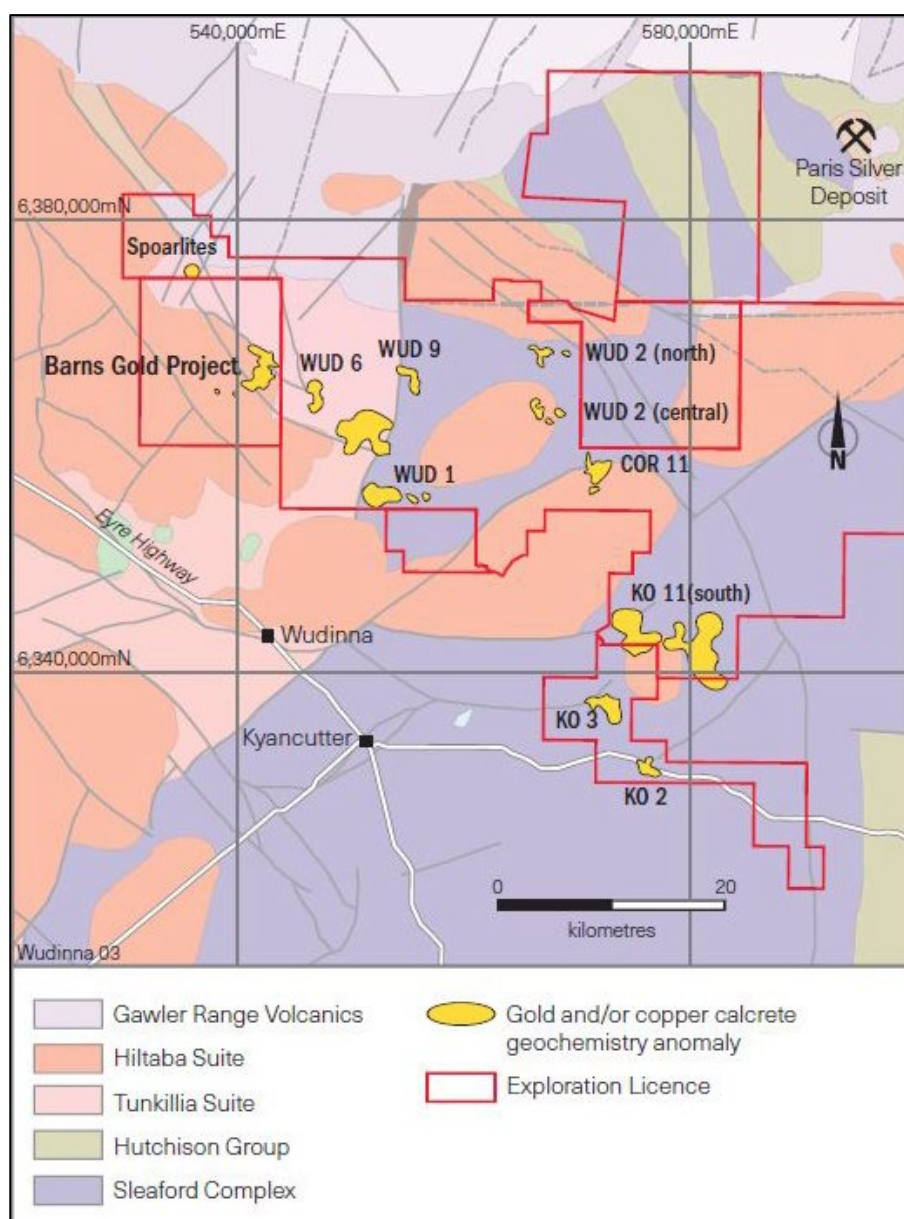 540,000mE
580,000mE
Paris Silver
Deposit
6,380,000mN
Spoarlites
Barns Gold Project
WUD 6
WUD 9
WUD 2 (north)
WUD 2 (central)
WUD 1
COR 11
N
Eyre Highway
KO 11(south)
Wudinna
6,340,000mN
KO 3
Kyancutter
KO 2
0
20
kilometres
Wudinna 03
Gawler Range Volcanics
Hiltaba Suite
Tunkillia Suite
Hutchison Group
Sleaford Complex
Gold and/or copper calcrete
geochemistry anomaly
Exploration Licence